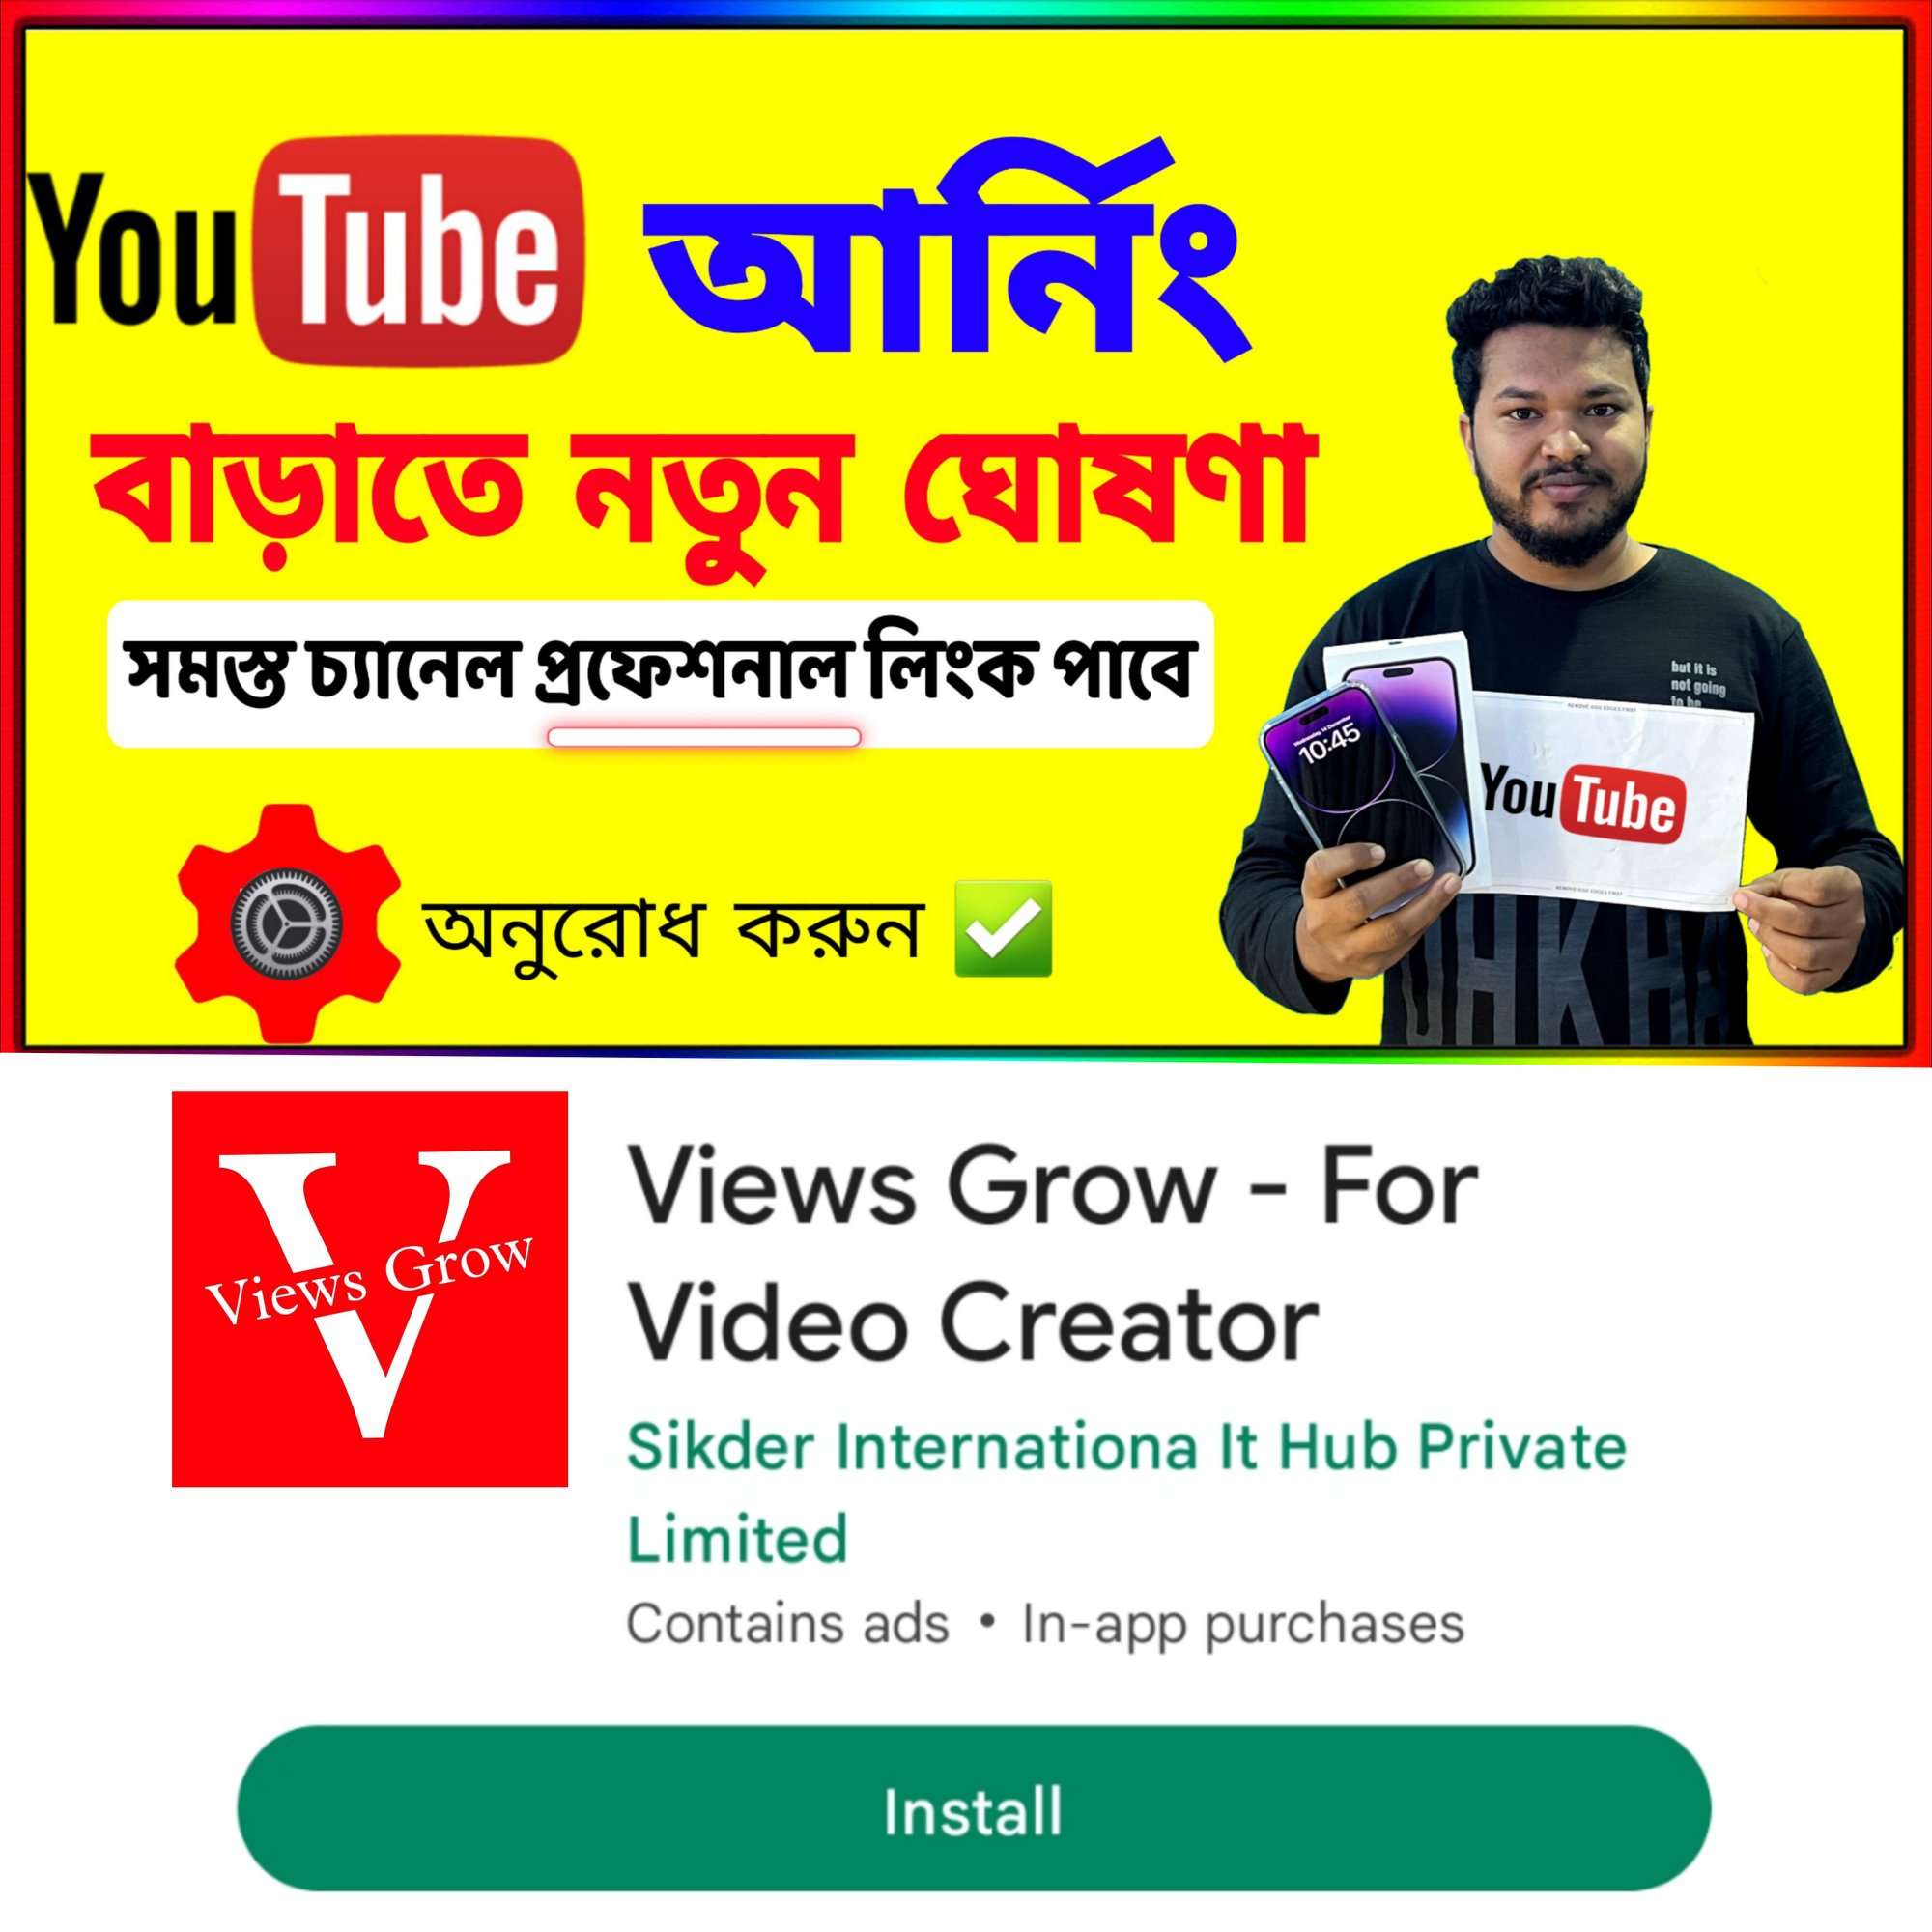 YouTube আর্নিং
বাড়াতে নতুন ঘোষণা
সমস্ত চ্যানেল প্রফেশনাল লিংক পাবে
অনুরোধ করুন
but it is
not going
to be
10:45
YouTube
Views Grow
Views Grow - For
Video Creator
Sikder Internationa It Hub Private
Limited
Contains ads • In-app purchases
Install